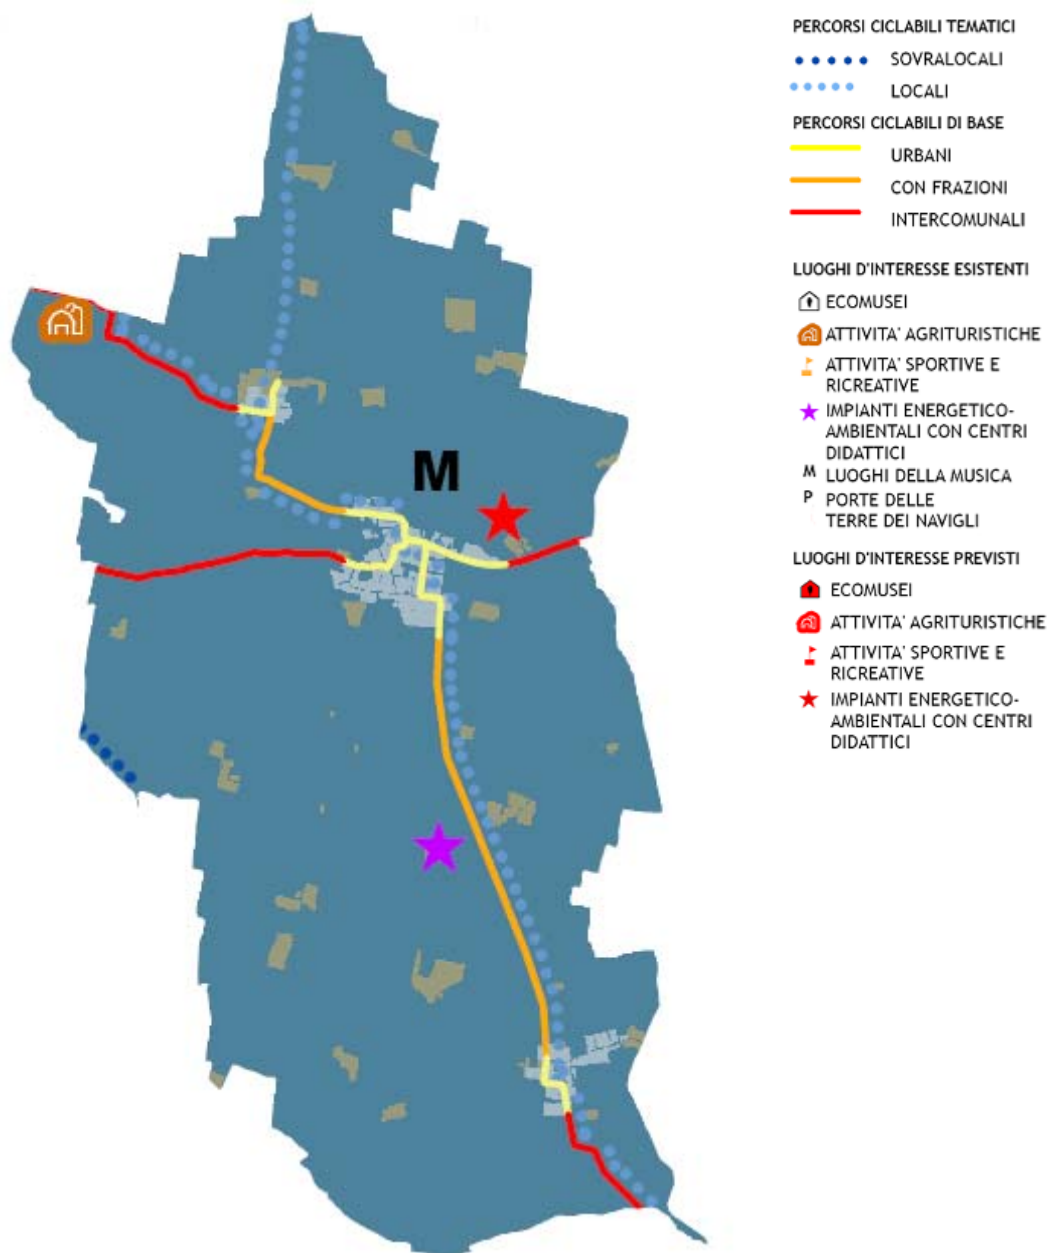 PERCORSI CICLABILI TEMATICI
SOVRALOCALI
LOCALI
PERCORSI CICLABILI DI BASE
URBANI
CON FRAZIONI
INTERCOMUNALI
LUOGHI D'INTERESSE ESISTENTI
ECOMUSEI
ATTIVITA' AGRITURISTICHE
ATTIVITA' SPORTIVE E
RICREATIVE
IMPIANTI ENERGETICO-
AMBIENTALI CON CENTRI
DIDATTICI
M LUOGHI DELLA MUSICA
P PORTE DELLE
TERRE DEI NAVIGLI
LUOGHI D'INTERESSE PREVISTI
ECOMUSEI
ATTIVITA' AGRITURISTICHE
ATTIVITA' SPORTIVE E
RICREATIVE
IMPIANTI ENERGETICO-
AMBIENTALI CON CENTRI
DIDATTICI
M